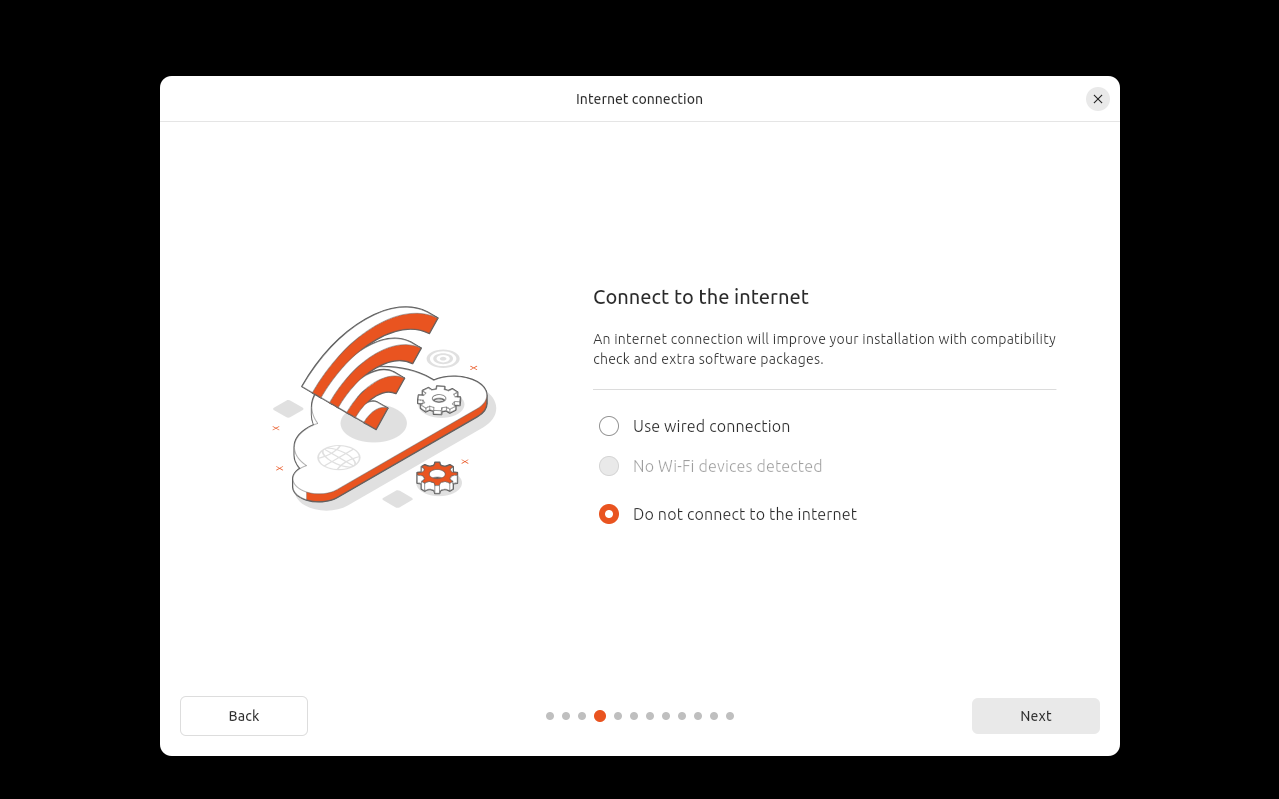 Internet connection
Connect to the internet
An internet connection will improve your installation with compatibility
check and extra software packages.
Use wired connection
No Wi-Fi devices detected
Do not connect to the internet
Back
Next